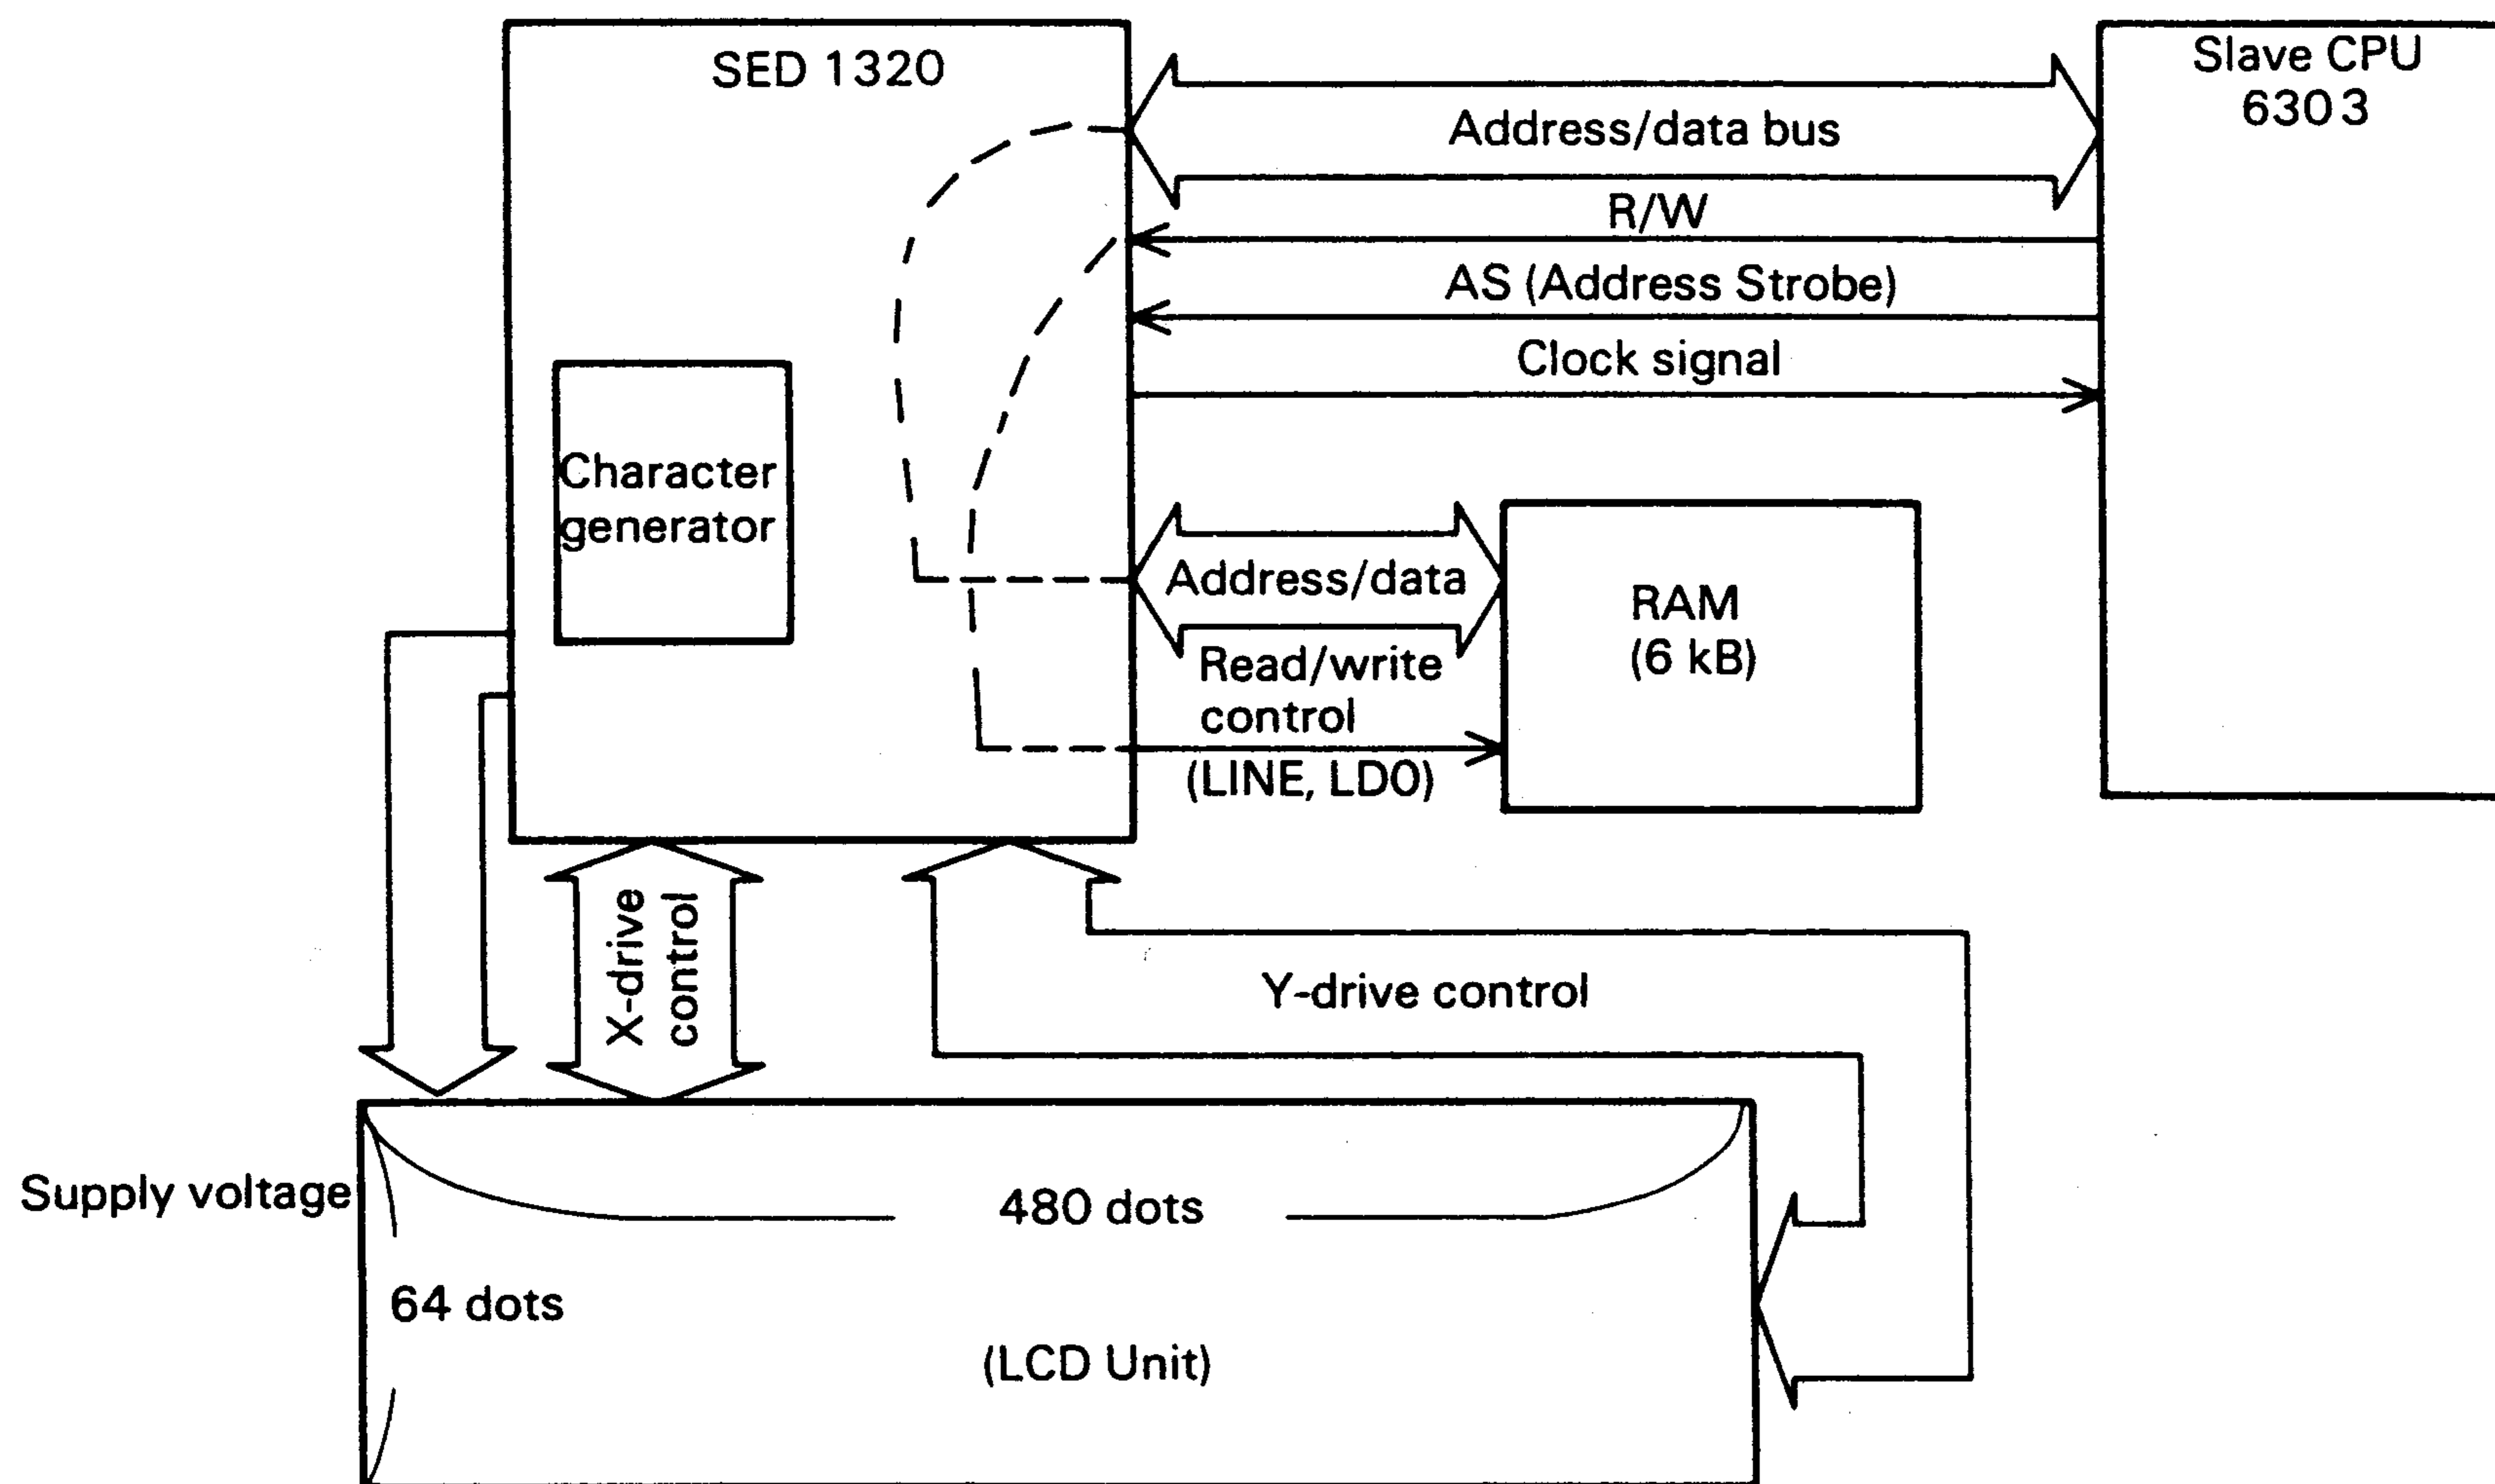 SED 1320
Slave CPU
6303
Address/data bus
R/W
AS (Address Strobe)
Clock signal
Character
generator
Address/data
Read/write
control
(LINE, LDO)
RAM
(6 kB)
X-drive
control
Y-drive control
Supply voltage
480 dots
64 dots
(LCD Unit)